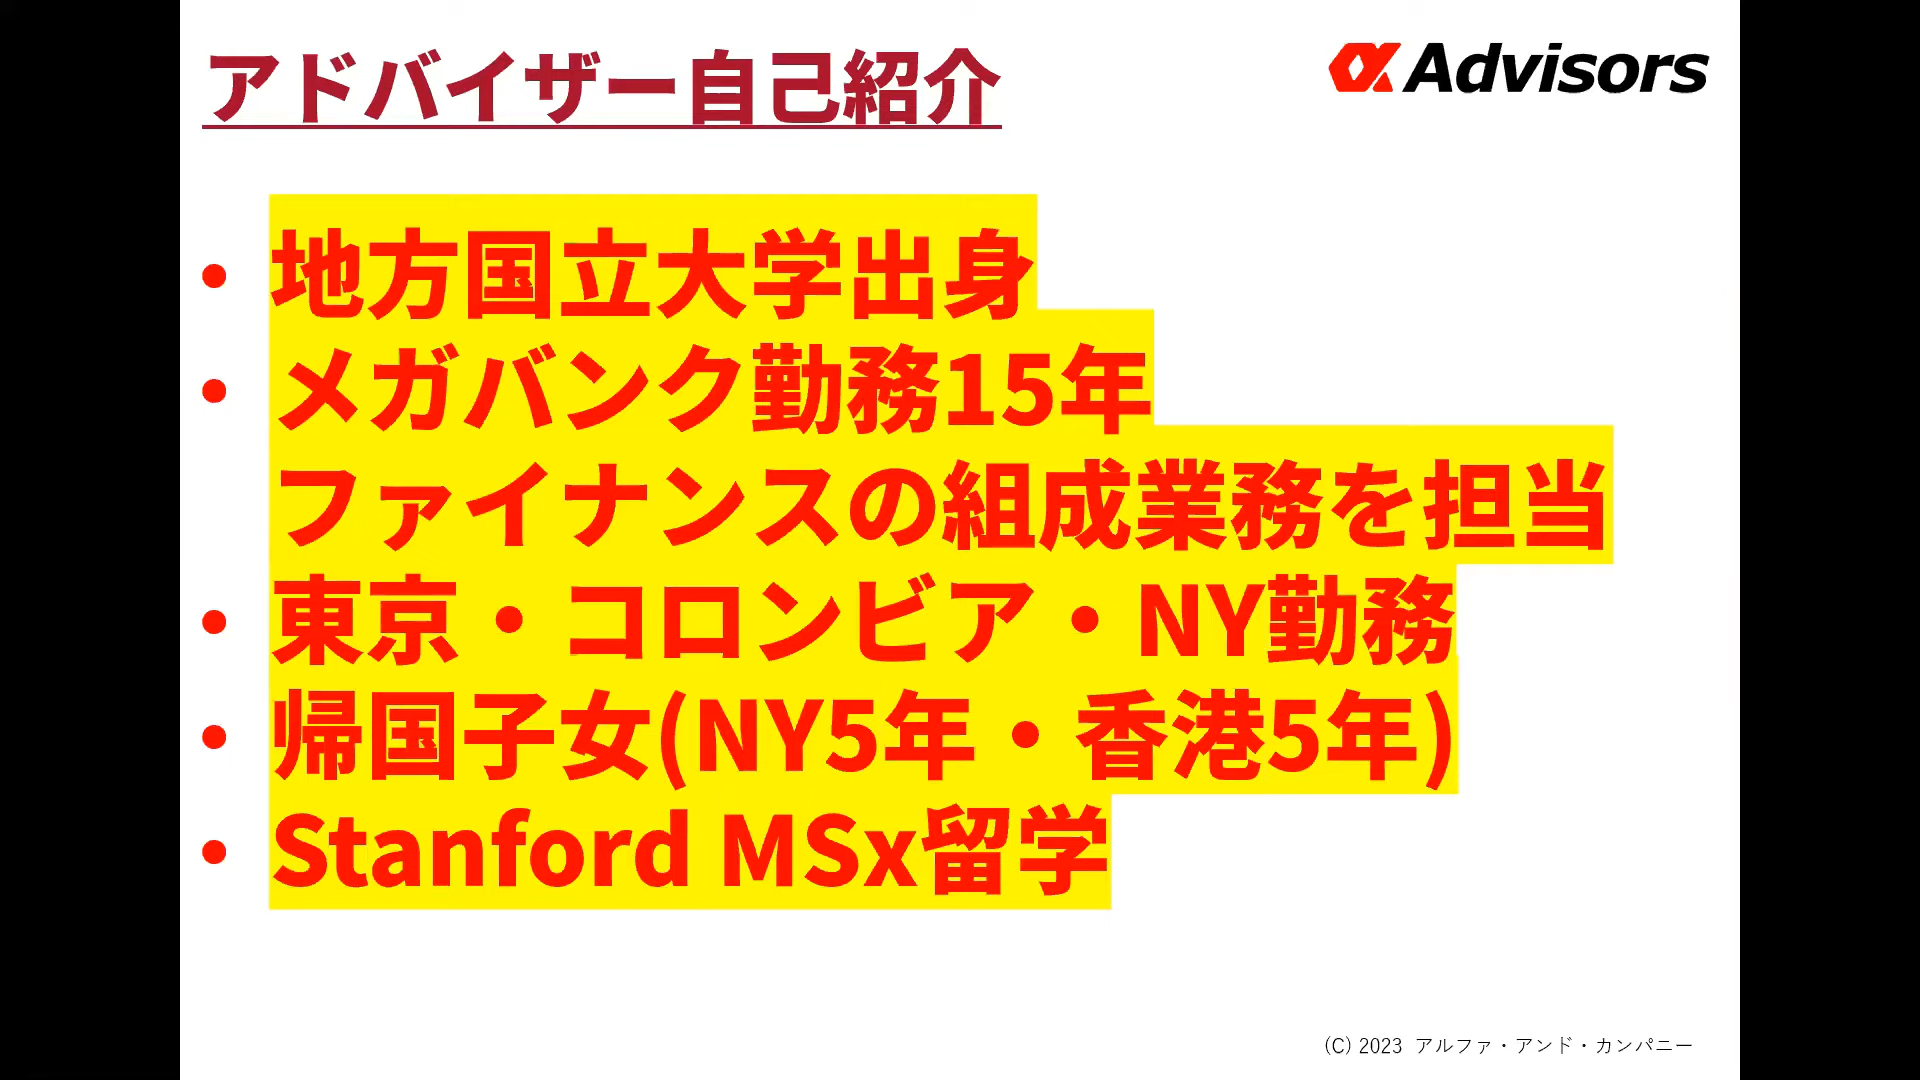 アドバイザー自己紹介
αAdvisors
• 地方国立大学出身
• メガバンク勤務15年
ファイナンスの組成業務を担当
• 東京・コロンビア・NY勤務
• 帰国子女(NY5年・香港5年)
• Stanford MSx留学
(C) 2023 アルファ・アンド・カンパニー